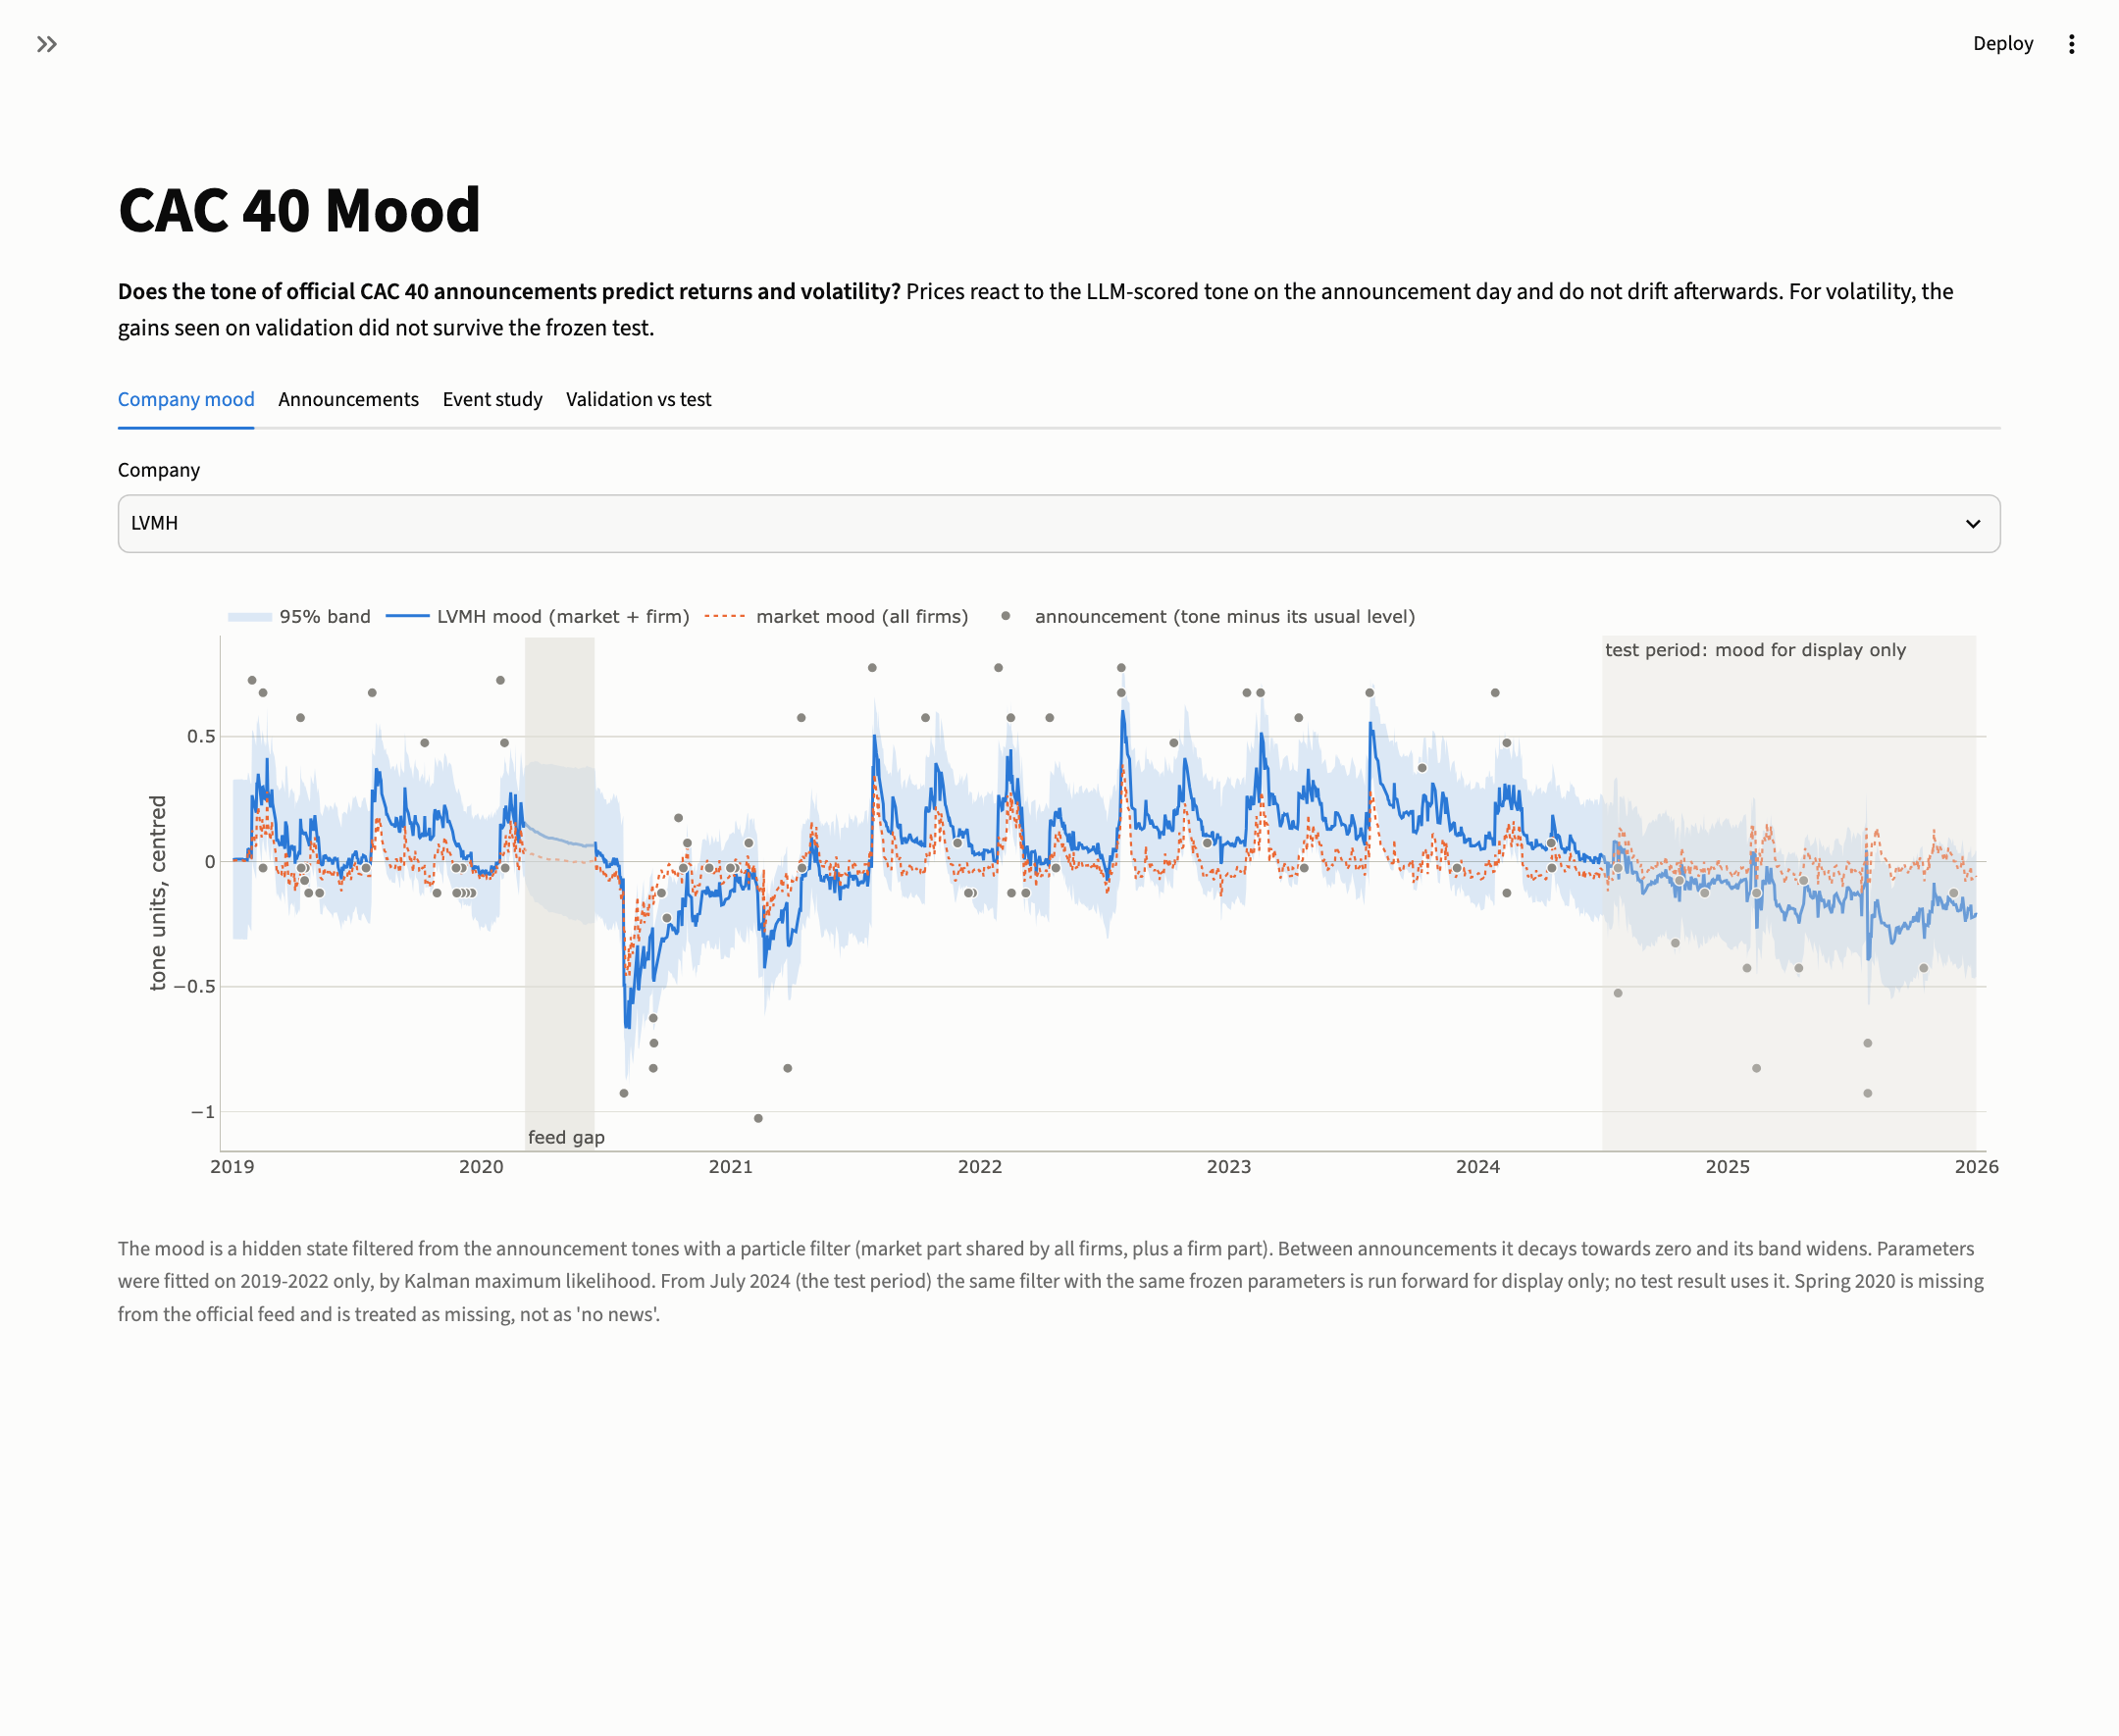 Deploy
CAC 40 Mood
Does the tone of official CAC 40 announcements predict returns and volatility? Prices react to the LLM-scored tone on the announcement day and do not drift afterwards. For volatility, the
gains seen on validation did not survive the frozen test.
Company mood Announcements Event study Validation vs test
Company
LVMH
95% band LVMH mood (market + firm) market mood (all firms) announcement (tone minus its usual level)
test period: mood for display only
0.5
0
−0.5
−1
tone units, centred
feed gap
2019 2020 2021 2022 2023 2024 2025 2026
The mood is a hidden state filtered from the announcement tones with a particle filter (market part shared by all firms, plus a firm part). Between announcements it decays towards zero and its band widens. Parameters
were fitted on 2019-2022 only, by Kalman maximum likelihood. From July 2024 (the test period) the same filter with the same frozen parameters is run forward for display only; no test result uses it. Spring 2020 is missing
from the official feed and is treated as missing, not as 'no news'.